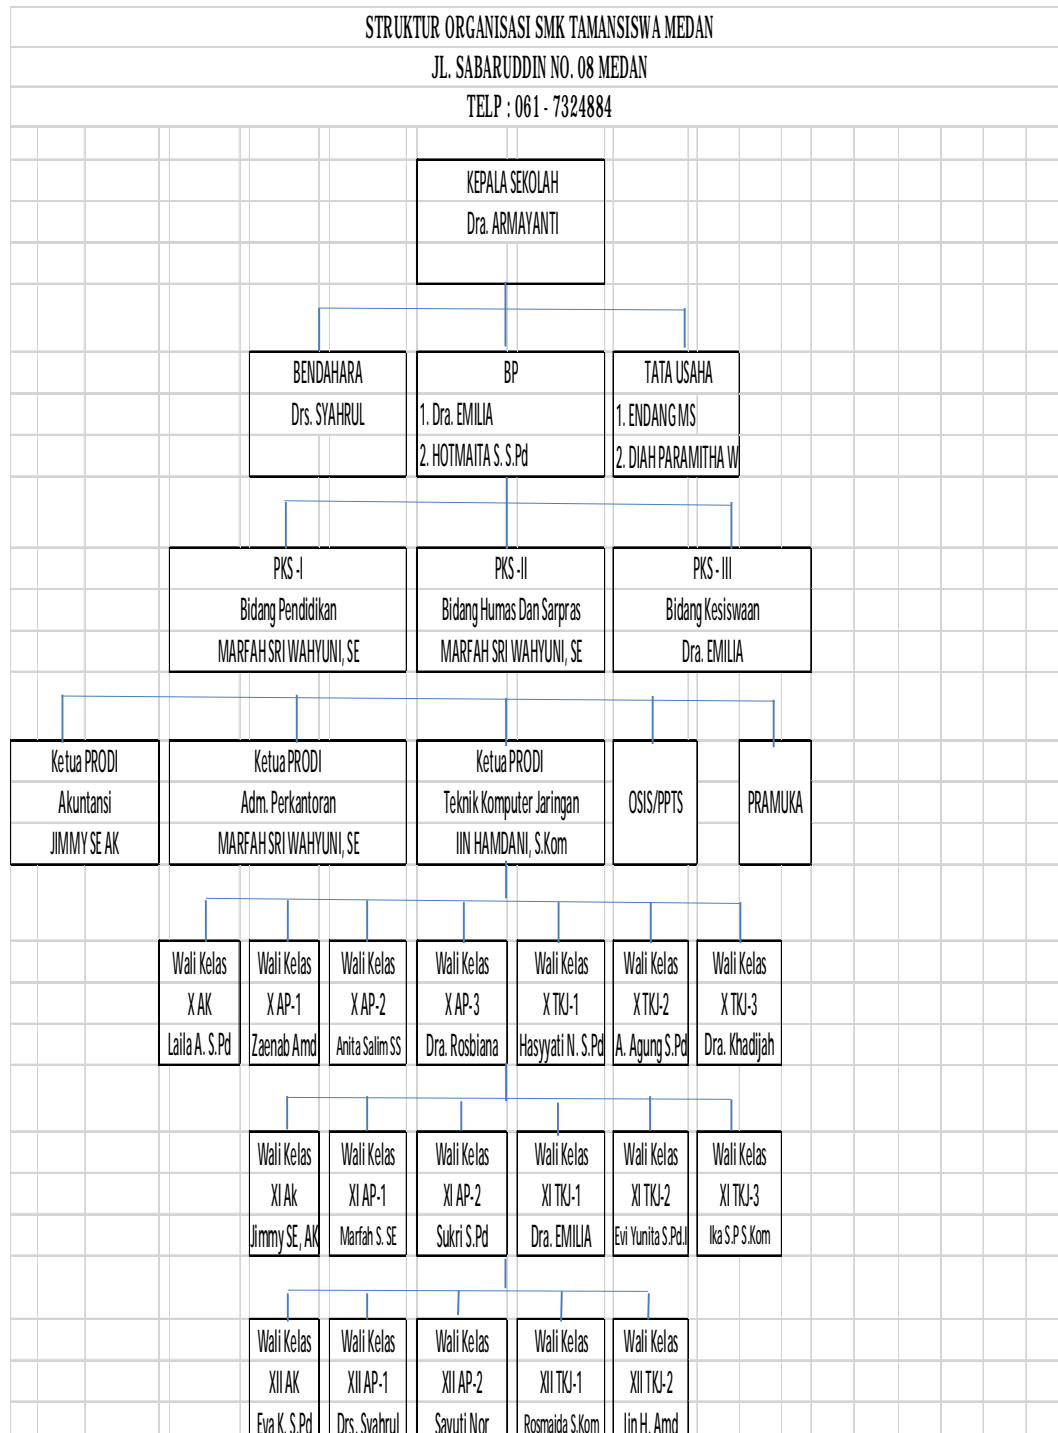 STRUKTUR ORGANISASI SMK TAMANSISWA MEDAN
JL. SABARUDDIN NO. 08 MEDAN
TELP : 061 - 7324884
KEPALA SEKOLAH
Dra. ARMAYANTI
BENDAHARA
Drs. SYAHRUL
BP
1. Dra. EMILIA
2. HOTMAITA S. S.Pd
TATA USAHA
1. ENDANG MS
2. DIAH PARAMITHA W
PKS - I
Bidang Pendidikan
MARFAH SRI WAHYUNI, SE
PKS - II
Bidang Humas Dan Sarpras
MARFAH SRI WAHYUNI, SE
PKS - III
Bidang Kesiswaan
Dra. EMILIA
Ketua PRODI
Akuntansi
JIMMY SE AK
Ketua PRODI
Adm. Perkantoran
MARFAH SRI WAHYUNI, SE
Ketua PRODI
Teknik Komputer Jaringan
IIN HAMDANI, S.Kom
OSIS/PPTS
PRAMUKA
Wali Kelas
X AK
Laila A. S.Pd
Wali Kelas
X AP-1
Zaenab Amd
Wali Kelas
X AP-2
Anita Salim SS
Wali Kelas
X AP-3
Dra. Rosbiana
Wali Kelas
X TKJ-1
Hasyyati N. S.Pd
Wali Kelas
X TKJ-2
A. Agung S.Pd
Wali Kelas
X TKJ-3
Dra. Khadijah
Wali Kelas
XI Ak
Jimmy SE, AK
Wali Kelas
XI AP-1
Marfah S. SE
Wali Kelas
XI AP-2
Sukri S.Pd
Wali Kelas
XI TKJ-1
Dra. EMILIA
Wali Kelas
XI TKJ-2
Evi Yunita S.Pd.I
Wali Kelas
XI TKJ-3
Ika S.P S.Kom
Wali Kelas
XII AK
Eva K. S.Pd
Wali Kelas
XII AP-1
Drs. Syahrul
Wali Kelas
XII AP-2
Sayuti Nor
Wali Kelas
XII TKJ-1
Rosmaida S.Kom
Wali Kelas
XII TKJ-2
Iin H. Amd